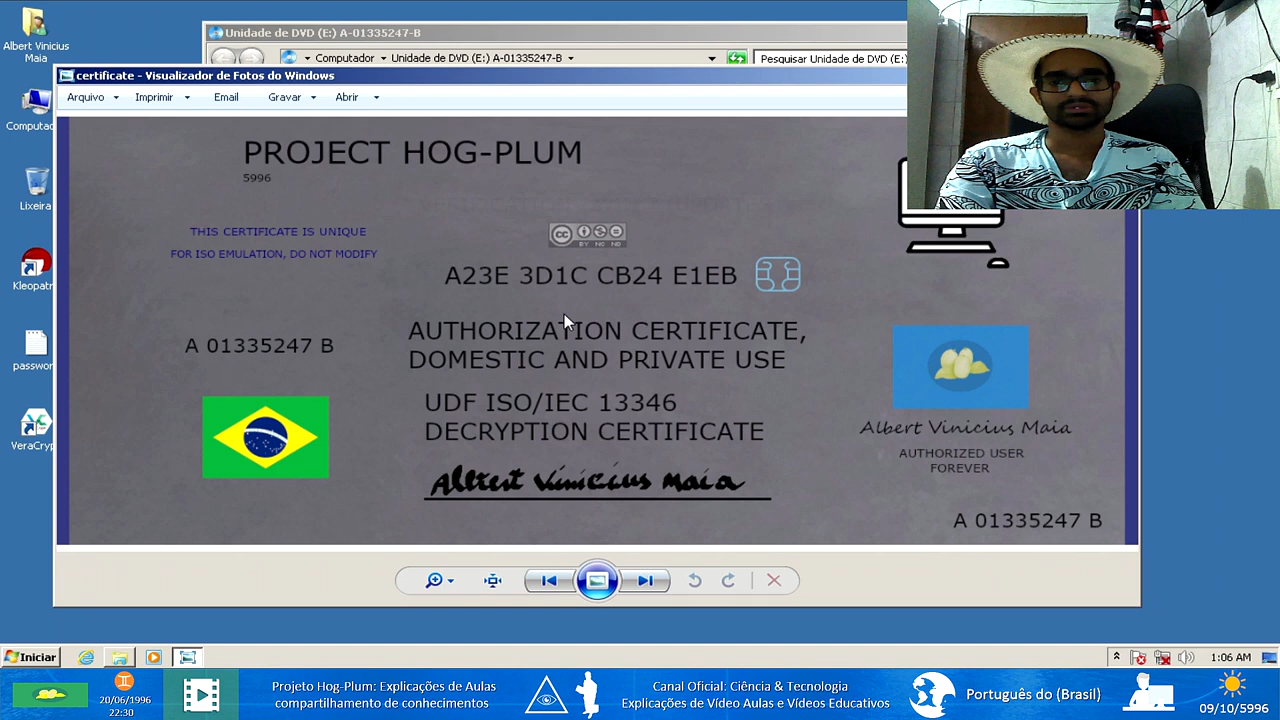 Albert Vinicius
Maia
Computad
Lixeira
Kleopatr
passwor
VeraCryp
Unidade de DVD (E:) A-01335247-B
Computador
Unidade de DVD (E:) A-01335247-B
Pesquisar Unidade de DVD (E:)
certificate - Visualizador de Fotos do Windows
Arquivo
Imprimir
Email
Gravar
Abrir
PROJECT HOG-PLUM
5996
THIS CERTIFICATE IS UNIQUE
FOR ISO EMULATION, DO NOT MODIFY
CC BY NC ND
A23E 3D1C CB24 E1EB
A 01335247 B
AUTHORIZATION CERTIFICATE,
DOMESTIC AND PRIVATE USE
UDF ISO/IEC 13346
DECRYPTION CERTIFICATE
Albert Vinicius Maia
Albert Vinicius Maia
AUTHORIZED USER
FOREVER
A 01335247 B
Iniciar
1:06 AM
20/06/1996
22:30
Projeto Hog-Plum: Explicações de Aulas
compartilhamento de conhecimentos
Canal Oficial: Ciência & Tecnologia
Explicações de Vídeo Aulas e Vídeos Educativos
Português do (Brasil)
09/10/5996